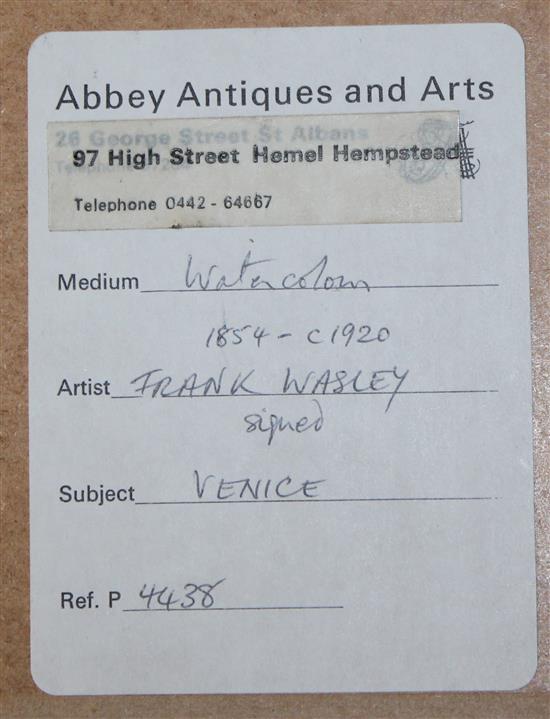 Abbey Antiques and Arts
26 George Street St Albans
97 High Street Hemel Hempstead
Telephone
Telephone 0442 - 64667
Medium Watercolour
1854 - c1920
Artist FRANK WASLEY
signed
Subject VENICE
Ref. P 4438